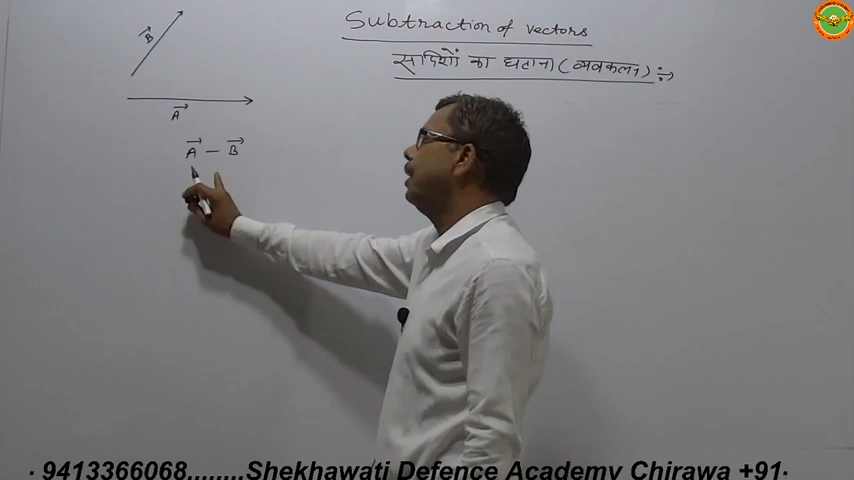 Subtraction of vectors
सदिशों का घटाना (व्यवकलन) :→
B⃗
A⃗
A⃗ − B⃗
9413366068........Shekhawati Defence Academy Chirawa +91